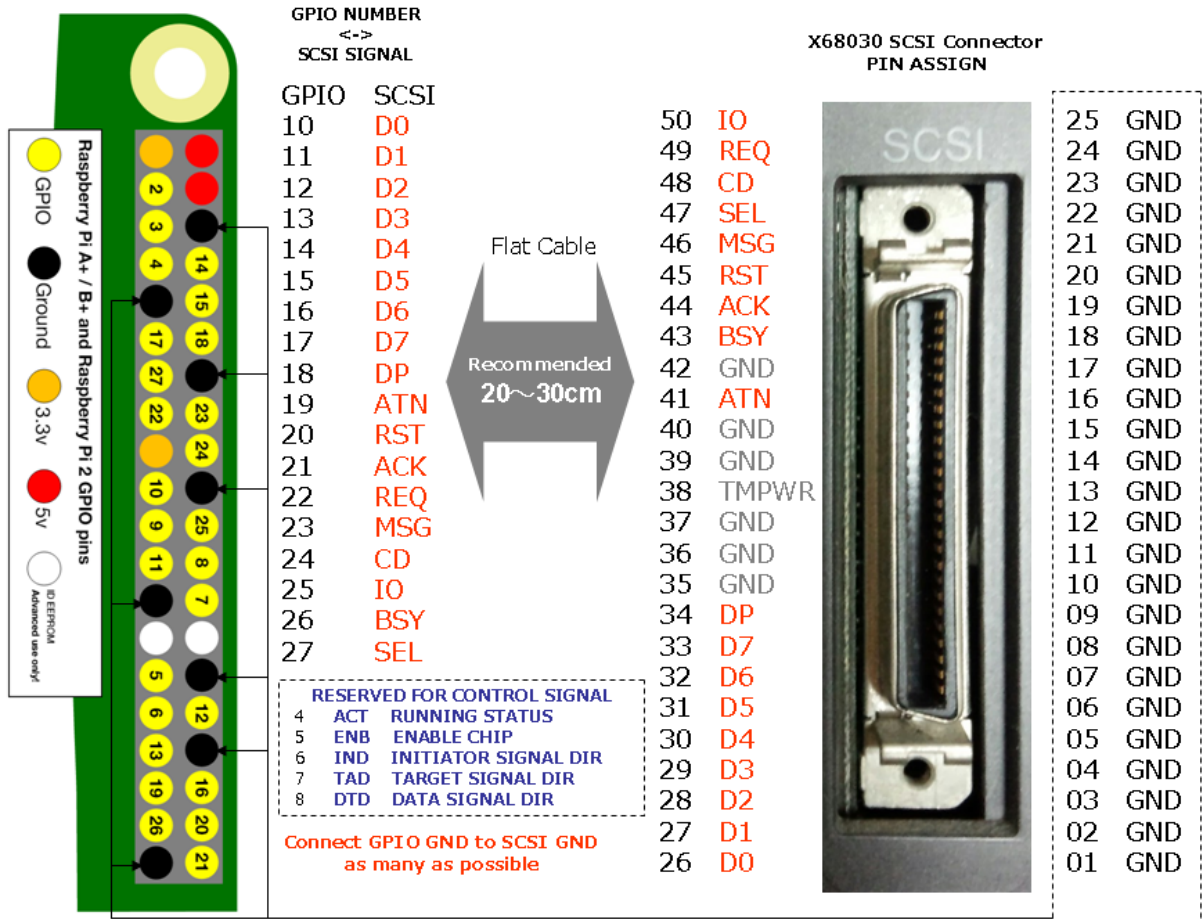 GPIO NUMBER
<->
SCSI SIGNAL
GPIO SCSI
10 D0
11 D1
12 D2
13 D3
14 D4
15 D5
16 D6
17 D7
18 DP
19 ATN
20 RST
21 ACK
22 REQ
23 MSG
24 CD
25 IO
26 BSY
27 SEL
RESERVED FOR CONTROL SIGNAL
4 ACT RUNNING STATUS
5 ENB ENABLE CHIP
6 IND INITIATOR SIGNAL DIR
7 TAD TARGET SIGNAL DIR
8 DTD DATA SIGNAL DIR
Connect GPIO GND to SCSI GND
as many as possible
Raspberry Pi A+ / B+ and Raspberry Pi 2 GPIO pins
GPIO
Ground
3.3v
5v
ID EEPROM
Advanced use only!
2
3
4 14
15
17 18
27
22 23
24
10
9 25
11 8
7
5
6 12
13
19 16
26 20
21
Flat Cable
Recommended
20～30cm
X68030 SCSI Connector
PIN ASSIGN
50 IO
49 REQ
48 CD
47 SEL
46 MSG
45 RST
44 ACK
43 BSY
42 GND
41 ATN
40 GND
39 GND
38 TMPWR
37 GND
36 GND
35 GND
34 DP
33 D7
32 D6
31 D5
30 D4
29 D3
28 D2
27 D1
26 D0
SCSI
25 GND
24 GND
23 GND
22 GND
21 GND
20 GND
19 GND
18 GND
17 GND
16 GND
15 GND
14 GND
13 GND
12 GND
11 GND
10 GND
09 GND
08 GND
07 GND
06 GND
05 GND
04 GND
03 GND
02 GND
01 GND